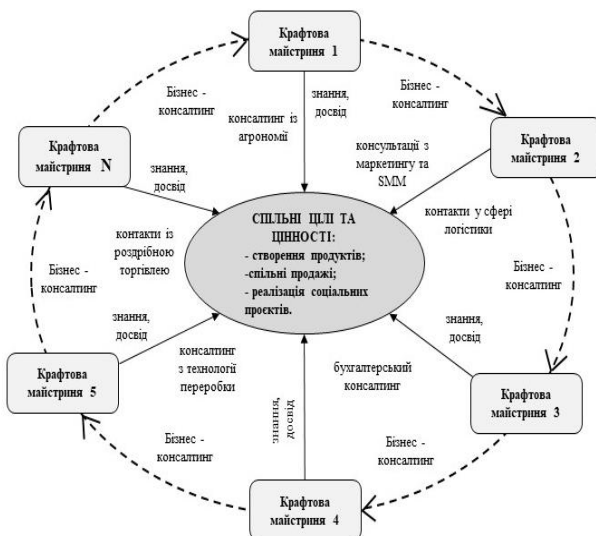 Крафтова
майстриня 1
Бізнес -
консалтинг
Бізнес -
консалтинг
консалтинг із
агрономії
знання,
досвід
Крафтова
майстриня N
Крафтова
майстриня 2
знання,
досвід
консультації з
маркетингу та
SMM
СПІЛЬНІ ЦІЛІ ТА
ЦІННОСТІ:
- створення продуктів;
-спільні продажі;
- реалізація соціальних
проєктів.
контакти із
роздрібною
торгівлею
контакти у сфері
логістики
Бізнес -
консалтинг
Бізнес -
консалтинг
знання,
досвід
знання,
досвід
Крафтова
майстриня 5
консалтинг
з технології
переробки
бухгалтерський
консалтинг
Крафтова
майстриня 3
знання,
досвід
Бізнес -
консалтинг
Бізнес -
консалтинг
Крафтова
майстриня 4